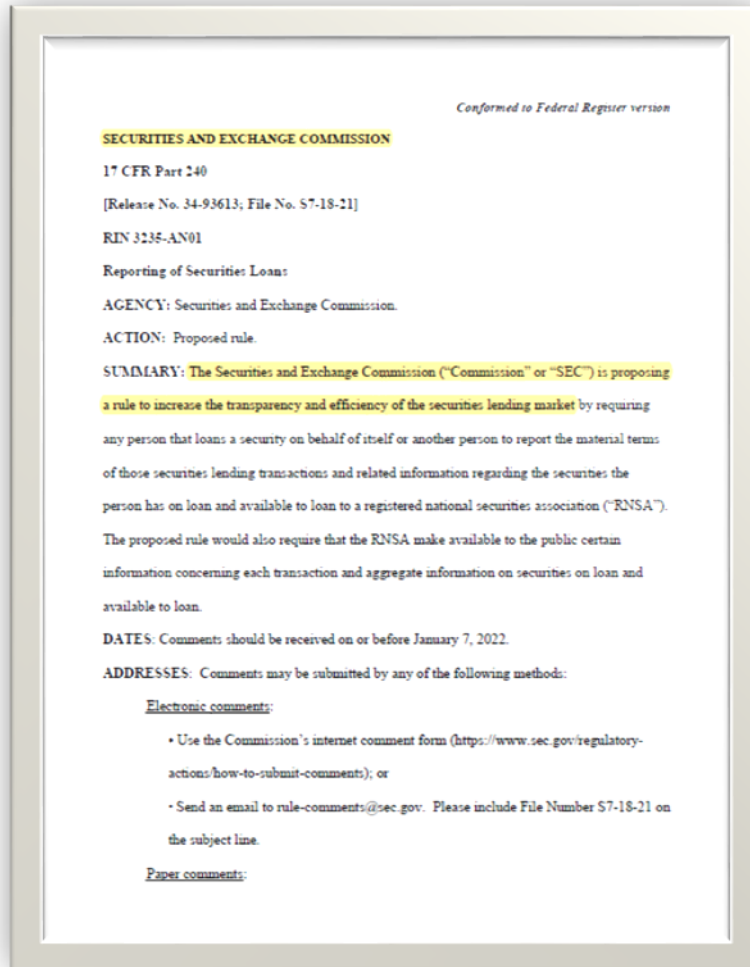 Conformed to Federal Register version
SECURITIES AND EXCHANGE COMMISSION
17 CFR Part 240
[Release No. 34-93613; File No. S7-18-21]
RIN 3235-AN01
Reporting of Securities Loans
AGENCY: Securities and Exchange Commission.
ACTION: Proposed rule.
SUMMARY: The Securities and Exchange Commission (“Commission” or “SEC”) is proposing
a rule to increase the transparency and efficiency of the securities lending market by requiring
any person that loans a security on behalf of itself or another person to report the material terms
of those securities lending transactions and related information regarding the securities the
person has on loan and available to loan to a registered national securities association (“RNSA”).
The proposed rule would also require that the RNSA make available to the public certain
information concerning each transaction and aggregate information on securities on loan and
available to loan.
DATES: Comments should be received on or before January 7, 2022.
ADDRESSES: Comments may be submitted by any of the following methods:
Electronic comments:
• Use the Commission’s internet comment form (https://www.sec.gov/regulatory-
actions/how-to-submit-comments); or
• Send an email to rule-comments@sec.gov. Please include File Number S7-18-21 on
the subject line.
Paper comments: